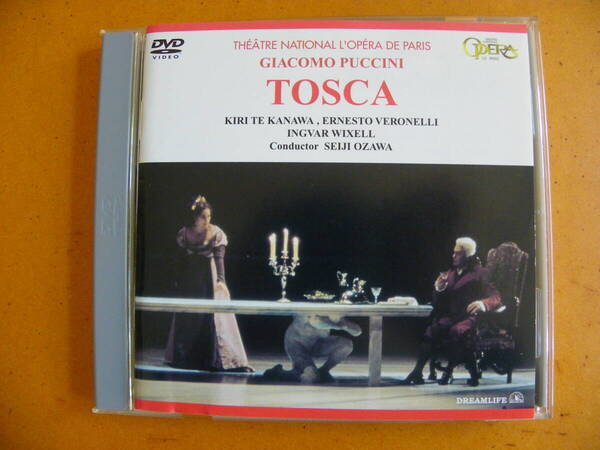 DVD
VIDEO
THÉÂTRE NATIONAL L'OPÉRA DE PARIS
GIACOMO PUCCINI
OPERA
TOSCA
KIRI TE KANAWA , ERNESTO VERONELLI
INGVAR WIXELL
Conductor SEIJI OZAWA
DREAMLIFE